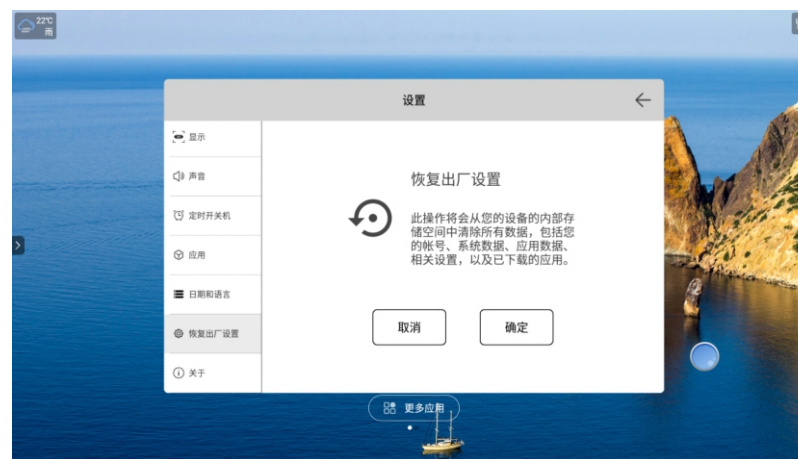 22℃
雨
设置
显示
声音
定时开关机
应用
日期和语言
恢复出厂设置
关于
恢复出厂设置
此操作将会从您的设备的内部存
储空间中清除所有数据，包括您
的帐号、系统数据、应用数据、
相关设置，以及已下载的应用。
取消
确定
更多应用